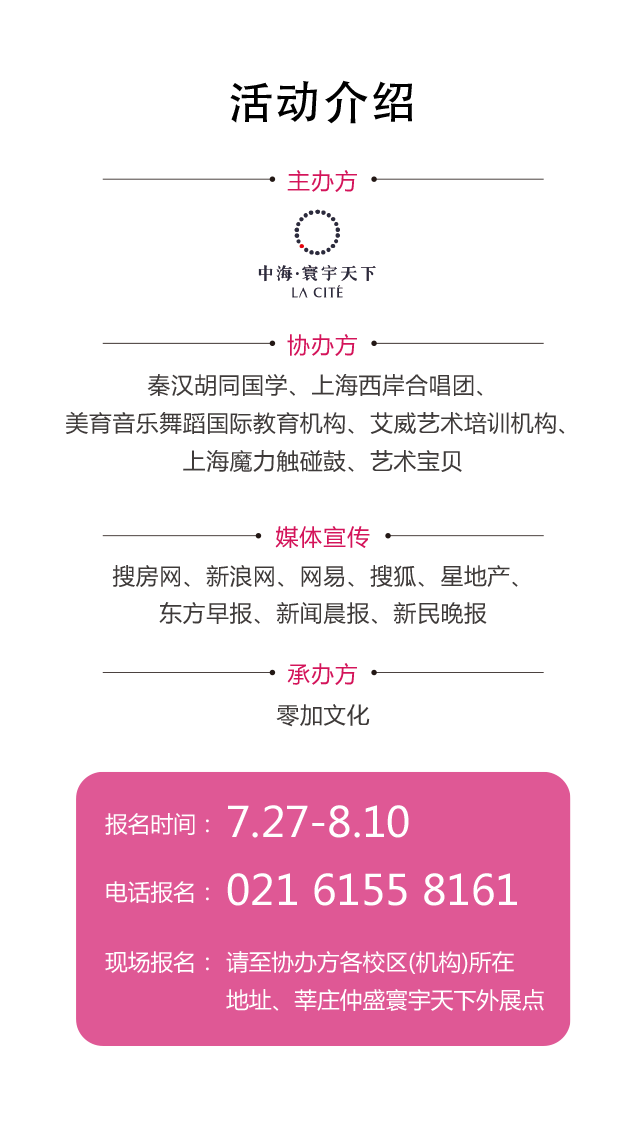 活动介绍
主办方
中海·寰宇天下
LA CITÉ
协办方
秦汉胡同国学、上海西岸合唱团、
美育音乐舞蹈国际教育机构、艾威艺术培训机构、
上海魔力触碰鼓、艺术宝贝
媒体宣传
搜房网、新浪网、网易、搜狐、星地产、
东方早报、新闻晨报、新民晚报
承办方
零加文化
报名时间： 7.27-8.10
电话报名： 021 6155 8161
现场报名： 请至协办方各校区(机构)所在
地址、莘庄仲盛寰宇天下外展点